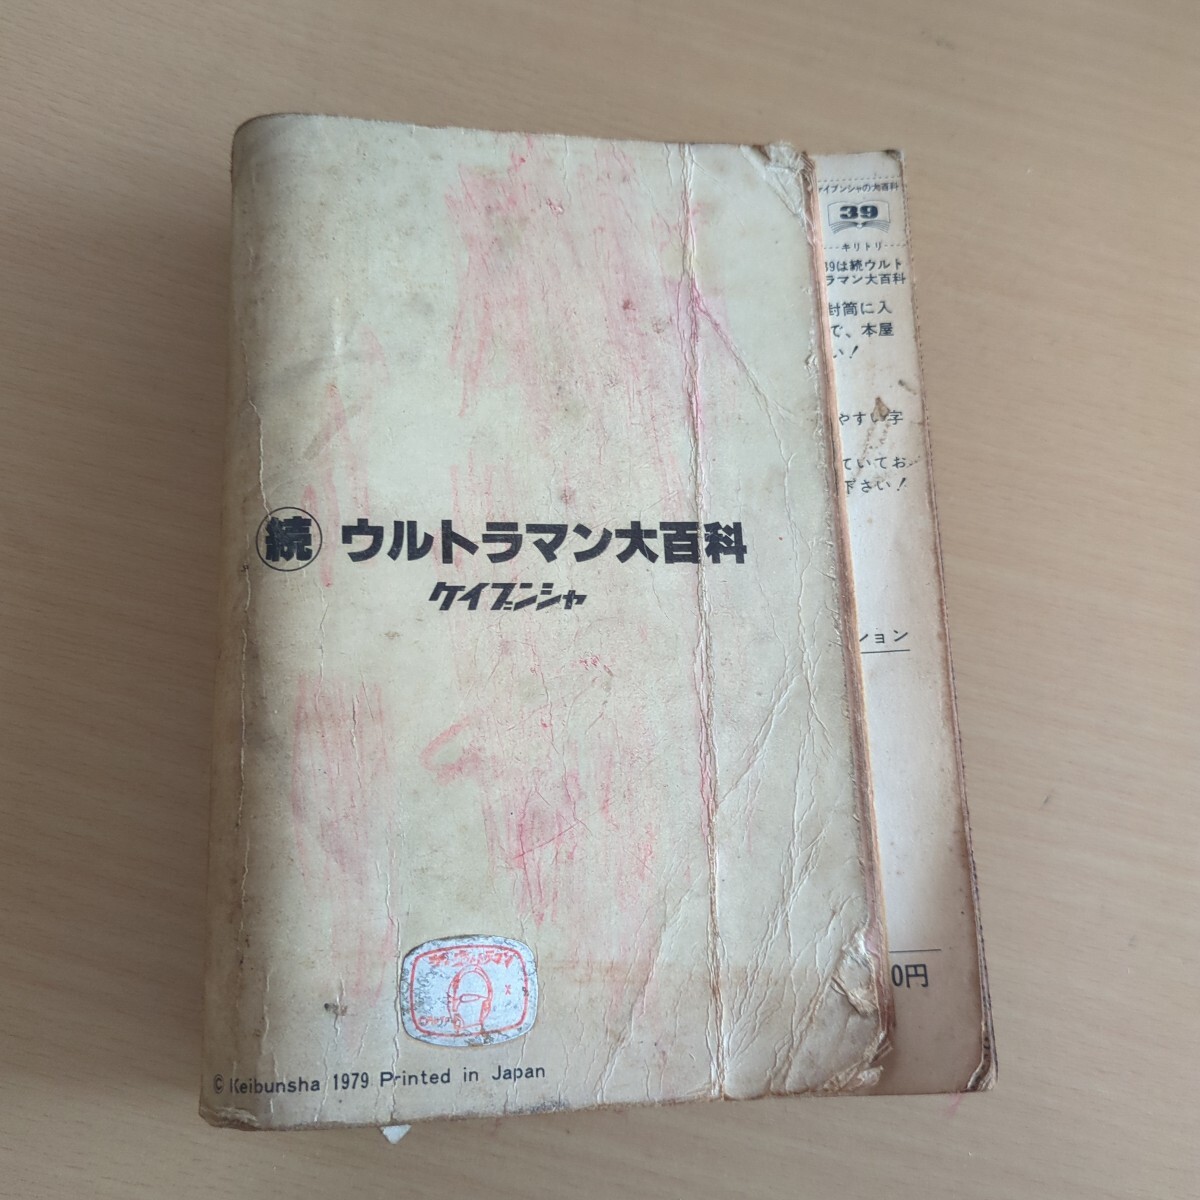 続 ウルトラマン大百科
ケイブンシャ
© Keibunsha 1979 Printed in Japan
ケイブンシャの大百科
39
キリトリ
39は続ウルト
ラマン大百科
封筒に入
で、本屋
い!
やすい字
ていてお
下さい!
ション
0円